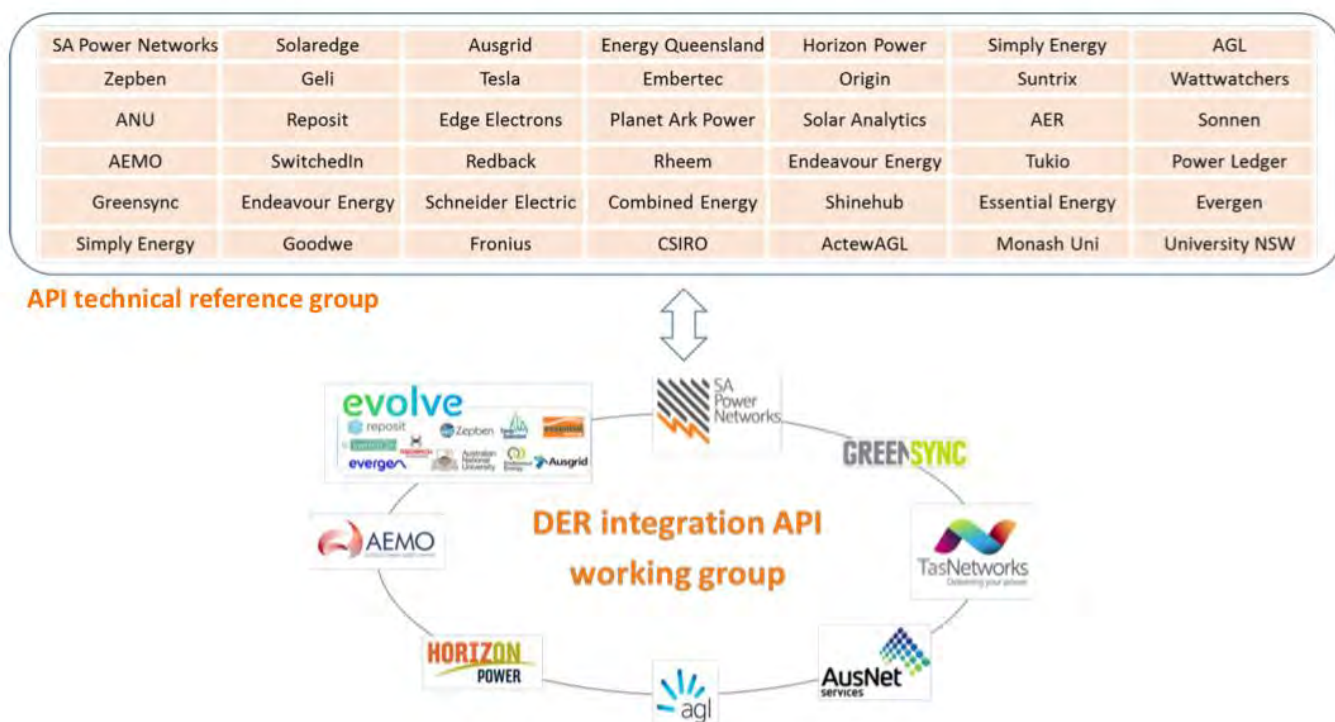 SA Power Networks Solaredge Ausgrid Energy Queensland Horizon Power Simply Energy AGL
Zepben Geli Tesla Embertec Origin Suntrix Wattwatchers
ANU Reposit Edge Electrons Planet Ark Power Solar Analytics AER Sonnen
AEMO SwitchedIn Redback Rheem Endeavour Energy Tukio Power Ledger
Greensync Endeavour Energy Schneider Electric Combined Energy Shinehub Essential Energy Evergen
Simply Energy Goodwe Fronius CSIRO ActewAGL Monash Uni University NSW
API technical reference group
evolve
reposit
Zepben
evergen
Australian
National
University
Ausgrid
SA
Power
Networks
GREENSYNC
AEMO
DER integration API
working group
TasNetworks
Delivering your power
HORIZON
POWER
agl
AusNet
services